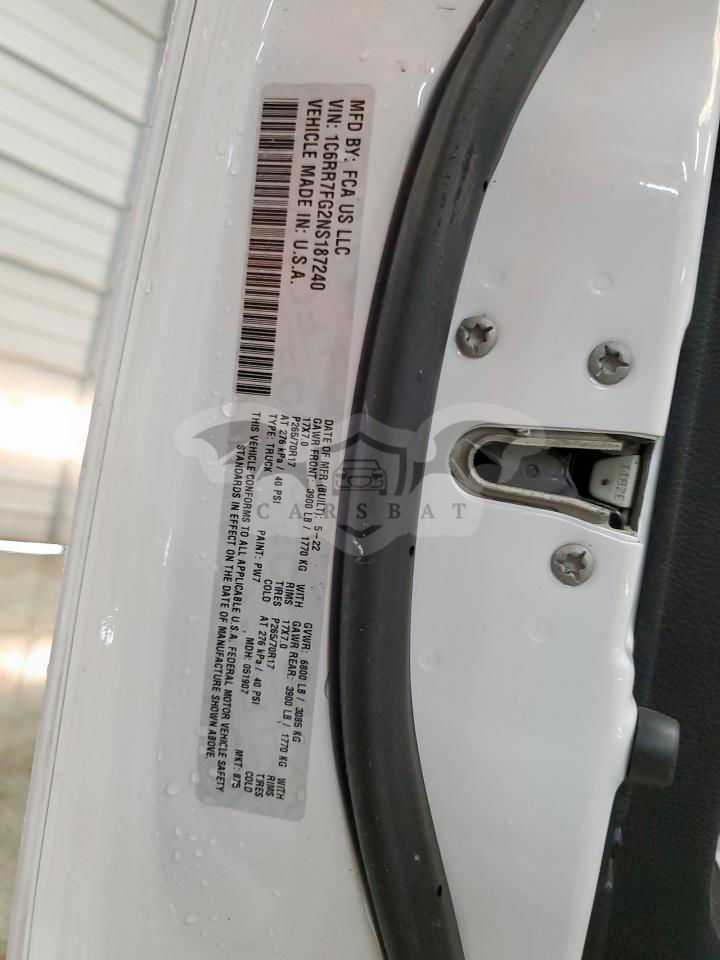 MFD BY: FCA US LLC
VIN: 1C6RR7FG2NS187240
VEHICLE MADE IN: U.S.A.
DATE OF MFR (BUILT): 5-22 GVWR: 6800 LB / 3085 KG
GAWR FRONT: 3900 LB / 1770 KG WITH GAWR REAR: 3900 LB / 1770 KG WITH
17X7.0 RIMS 17X7.0 RIMS
P265/70R17 TIRES P265/70R17 TIRES
AT 276 kPa / 40 PSI COLD AT 276 kPa / 40 PSI COLD
TYPE: TRUCK PAINT: PW7 MDH: 051907 MKT: 875
THIS VEHICLE CONFORMS TO ALL APPLICABLE U.S.A. FEDERAL MOTOR VEHICLE SAFETY
STANDARDS IN EFFECT ON THE DATE OF MANUFACTURE SHOWN ABOVE.
CARSBAT
1182E